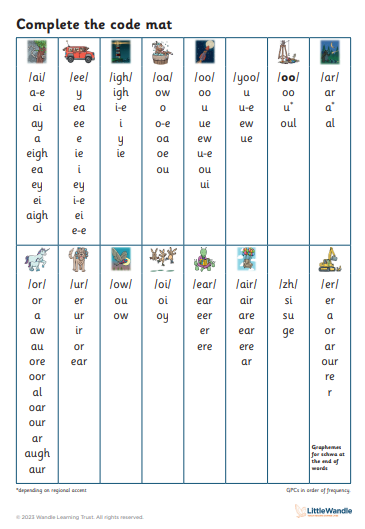 Complete the code mat
/ai/
a-e
ai
ay
a
eigh
ea
ey
ei
aigh
/ee/
y
ea
ee
e
ie
i
ey
i-e
ei
e-e
/igh/
igh
i-e
i
y
ie
/oa/
ow
o
o-e
oa
oe
ou
/oo/
oo
u
ue
ew
u-e
ou
ui
/yoo/
u
u-e
ew
ue
/oo/
oo
u*
oul
/ar/
ar
a*
al
/or/
or
a
aw
au
ore
oor
al
oar
our
ar
augh
aur
/ur/
er
ur
ir
or
ear
/ow/
ou
ow
/oi/
oi
oy
/ear/
ear
eer
er
ere
/air/
air
are
ear
ere
ar
/zh/
si
su
ge
/er/
er
a
or
ar
our
re
r
Graphemes
for schwa at
the end of
words
*depending on regional accent
GPCs in order of frequency.
© 2023 Wandle Learning Trust. All rights reserved.
LittleWandle